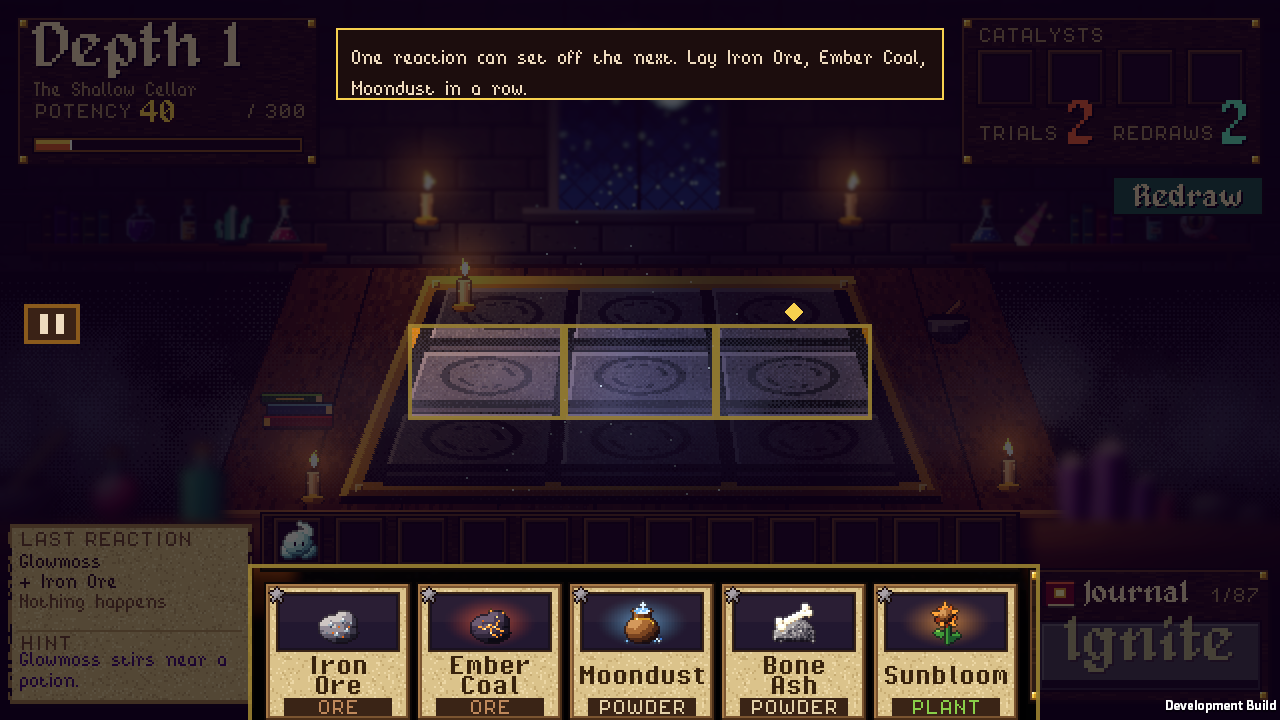 Depth 1
The Shallow Cellar
POTENCY 40 / 300
One reaction can set off the next. Lay Iron Ore, Ember Coal,
Moondust in a row.
CATALYSTS
TRIALS 2 REDRAWS 2
Redraw
LAST REACTION
Glowmoss
+ Iron Ore
Nothing happens
HINT
Glowmoss stirs near a
potion.
Iron
Ore
ORE
Ember
Coal
ORE
Moondust
POWDER
Bone
Ash
POWDER
Sunbloom
PLANT
Journal 1/87
Ignite
Development Build